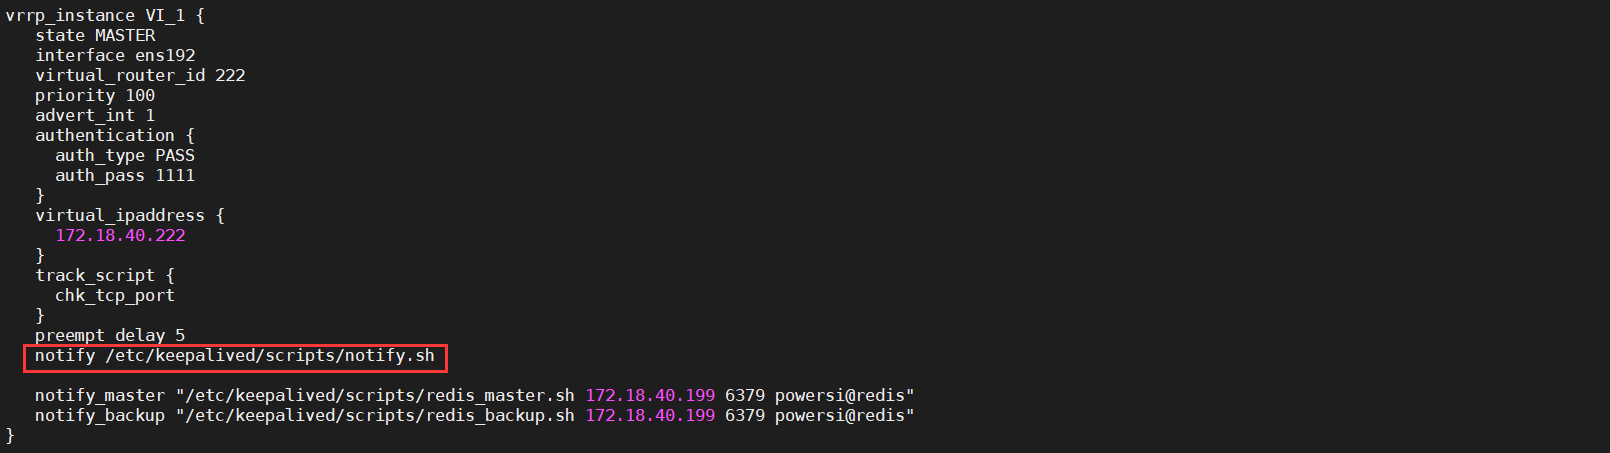 vrrp_instance VI_1 {
   state MASTER
   interface ens192
   virtual_router_id 222
   priority 100
   advert_int 1
   authentication {
     auth_type PASS
     auth_pass 1111
   }
   virtual_ipaddress {
     172.18.40.222
   }
   track_script {
     chk_tcp_port
   }
   preempt delay 5
   notify /etc/keepalived/scripts/notify.sh

   notify_master "/etc/keepalived/scripts/redis_master.sh 172.18.40.199 6379 powersi@redis"
   notify_backup "/etc/keepalived/scripts/redis_backup.sh 172.18.40.199 6379 powersi@redis"
}